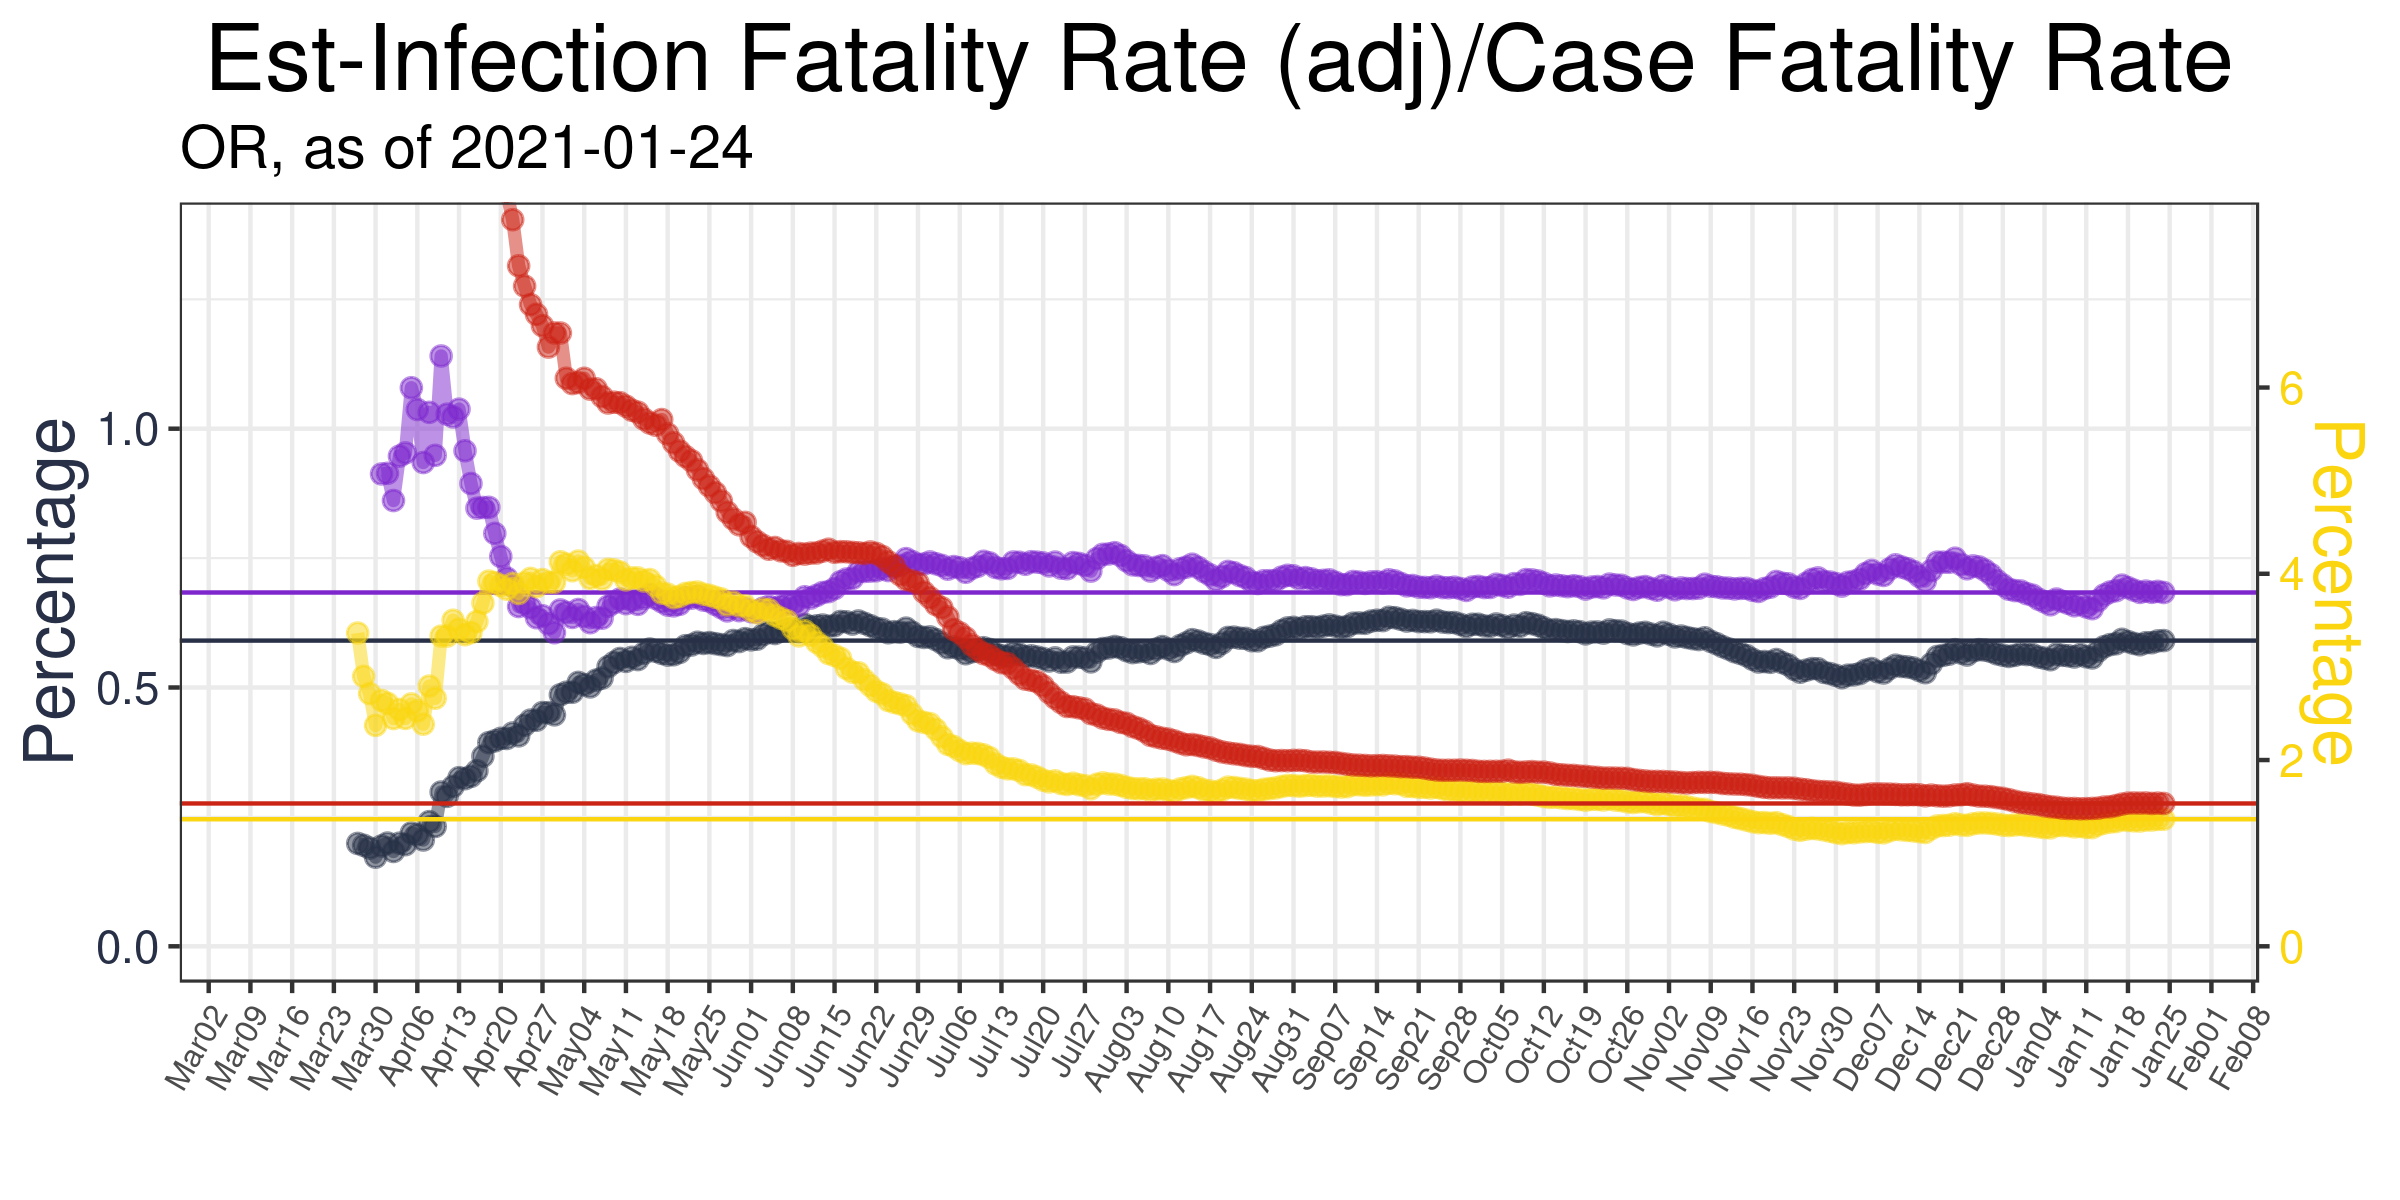 Est-Infection Fatality Rate (adj)/Case Fatality Rate
OR, as of 2021-01-24
Percentage
1.0
0.5
0.0
6
4
2
0
Percentage
Mar02
Mar09
Mar16
Mar23
Mar30
Apr06
Apr13
Apr20
Apr27
May04
May11
May18
May25
Jun01
Jun08
Jun15
Jun22
Jun29
Jul06
Jul13
Jul20
Jul27
Aug03
Aug10
Aug17
Aug24
Aug31
Sep07
Sep14
Sep21
Sep28
Oct05
Oct12
Oct19
Oct26
Nov02
Nov09
Nov16
Nov23
Nov30
Dec07
Dec14
Dec21
Dec28
Jan04
Jan11
Jan18
Jan25
Feb01
Feb08